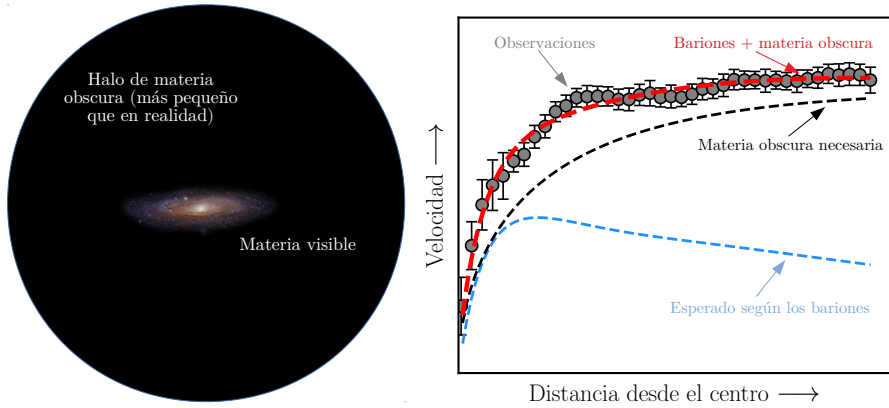 Halo de materia
obscura (más pequeño
que en realidad)
Materia visible
Observaciones
Bariones + materia obscura
Materia obscura necesaria
Esperado según los bariones
Velocidad
Distancia desde el centro